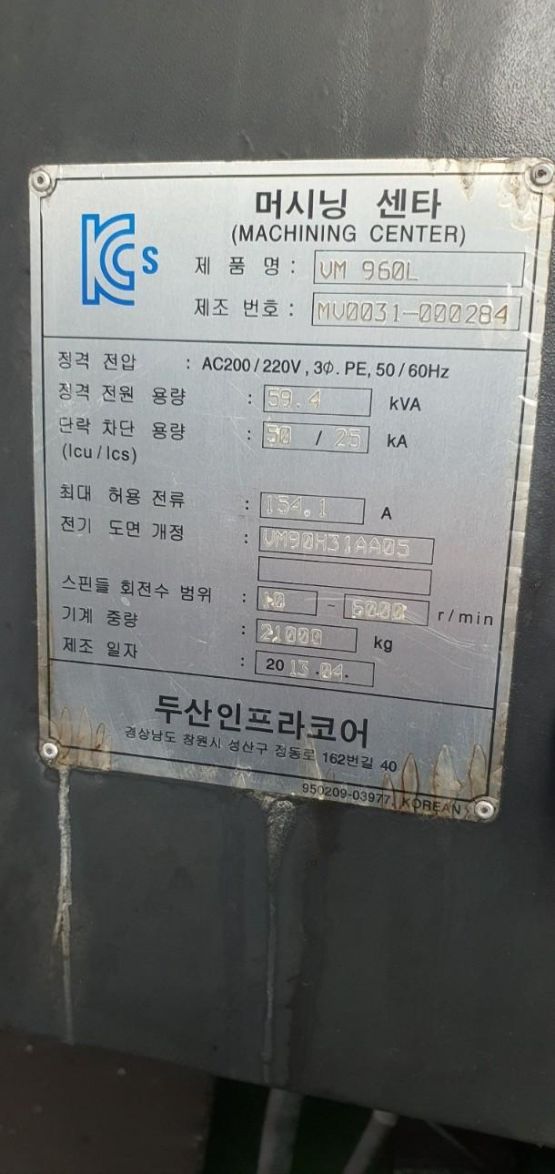 KCs
머시닝 센타
(MACHINING CENTER)
제 품 명 : VM 960L
제조 번호 : MV0031-000284
정격 전압 : AC200/220V, 3Φ. PE, 50/60Hz
정격 전원 용량 : 59.4 kVA
단락 차단 용량 : 50 / 25 kA
(Icu/Ics)
최대 허용 전류 : 154.1 A
전기 도면 개정 : VM90H31AA05
스핀들 회전수 범위 : 10 ~ 6000 r/min
기계 중량 : 21000 kg
제조 일자 : 2013.04.
두산인프라코어
경상남도 창원시 성산구 정동로 162번길 40
950209-03977, KOREAN